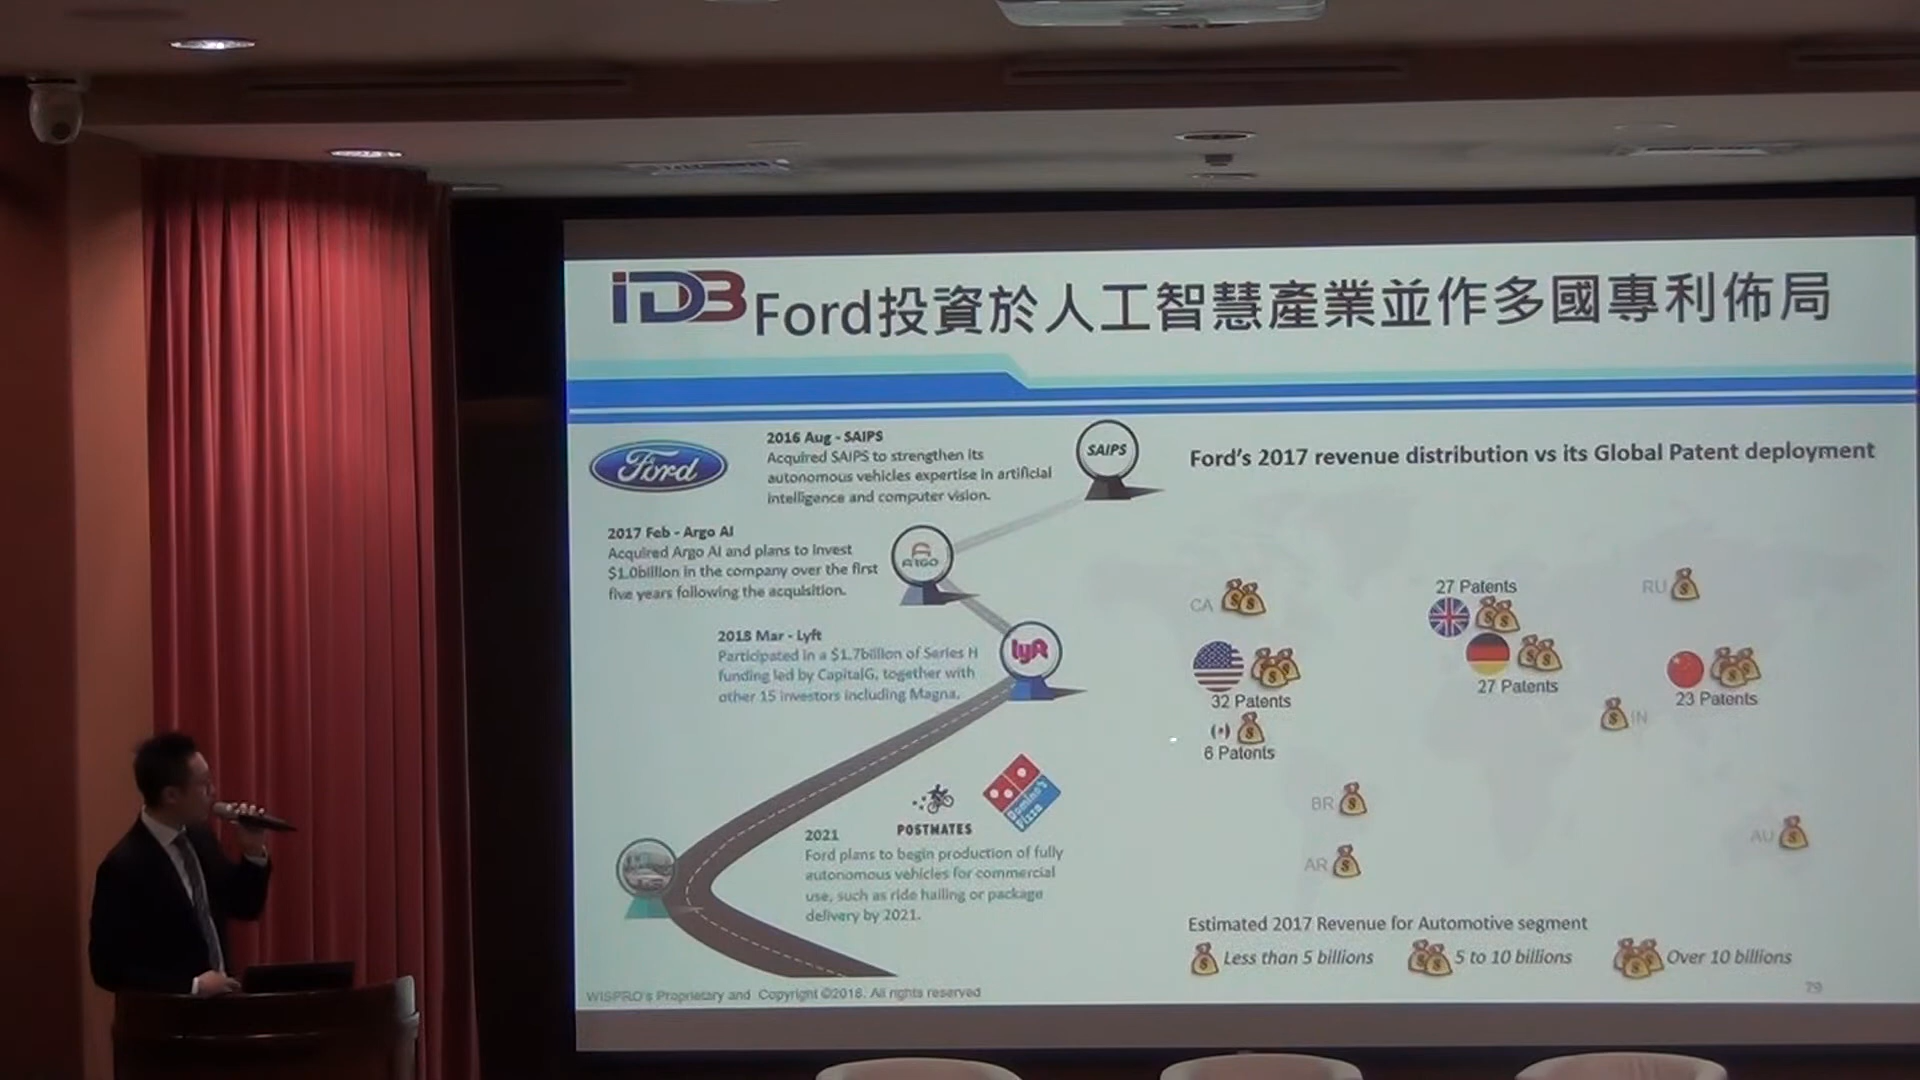 iDB
Ford投資於人工智慧產業並作多國專利佈局
Ford
2016 Aug - SAIPS
Acquired SAIPS to strengthen its
autonomous vehicles expertise in artificial
intelligence and computer vision.
SAIPS
2017 Feb - Argo AI
Acquired Argo AI and plans to invest
$1.0billion in the company over the first
five years following the acquisition.
ARGO
2018 Mar - Lyft
Participated in a $1.7billion of Series H
funding led by CapitalG, together with
other 15 investors including Magna.
lyft
POSTMATES
Domino's
Pizza
2021
Ford plans to begin production of fully
autonomous vehicles for commercial
use, such as ride hailing or package
delivery by 2021.
Ford's 2017 revenue distribution vs its Global Patent deployment
CA
27 Patents
RU
32 Patents
27 Patents
23 Patents
IN
6 Patents
BR
AR
AU
Estimated 2017 Revenue for Automotive segment
Less than 5 billions
5 to 10 billions
Over 10 billions
WISPRO's Proprietary and Copyright ©2018. All rights reserved
79